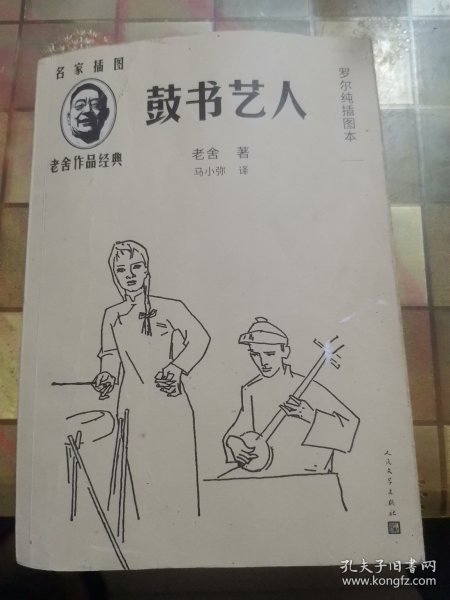 名家插图
老舍作品经典
鼓书艺人
老舍 著
马小弥 译
罗尔纯插图本
人民文学出版社
孔夫子旧书网
www.kongfz.com